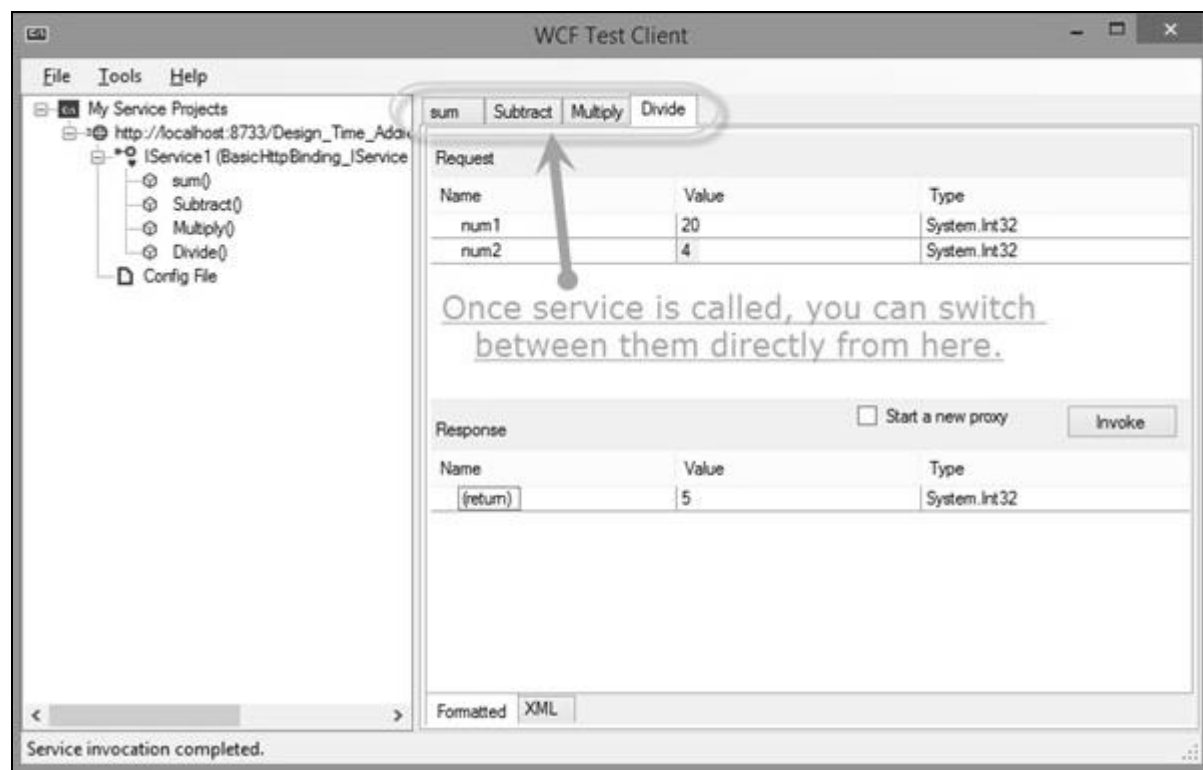 WCF Test Client
File Tools Help
My Service Projects
http://localhost:8733/Design_Time_Addre
IService1 (BasicHttpBinding_IService
sum()
Subtract()
Multiply()
Divide()
Config File
sum Subtract Multiply Divide
Request
Name Value Type
num1 20 System.Int32
num2 4 System.Int32
Once service is called, you can switch
between them directly from here.
Start a new proxy Invoke
Response
Name Value Type
(return) 5 System.Int32
Formatted XML
Service invocation completed.